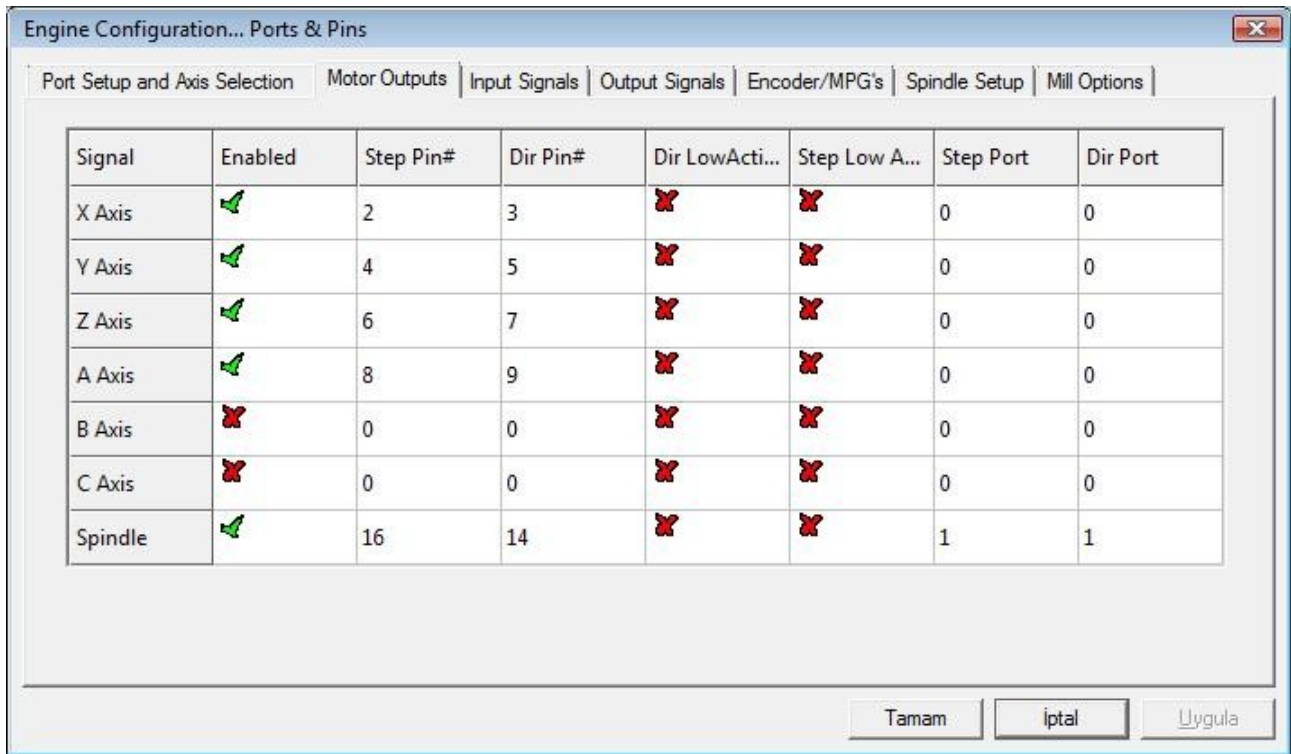 Engine Configuration... Ports & Pins
Port Setup and Axis Selection Motor Outputs Input Signals Output Signals Encoder/MPG's Spindle Setup Mill Options
Signal Enabled Step Pin# Dir Pin# Dir LowActi... Step Low A... Step Port Dir Port
X Axis 2 3 0 0
Y Axis 4 5 0 0
Z Axis 6 7 0 0
A Axis 8 9 0 0
B Axis 0 0 0 0
C Axis 0 0 0 0
Spindle 16 14 1 1
Tamam İptal Uygula